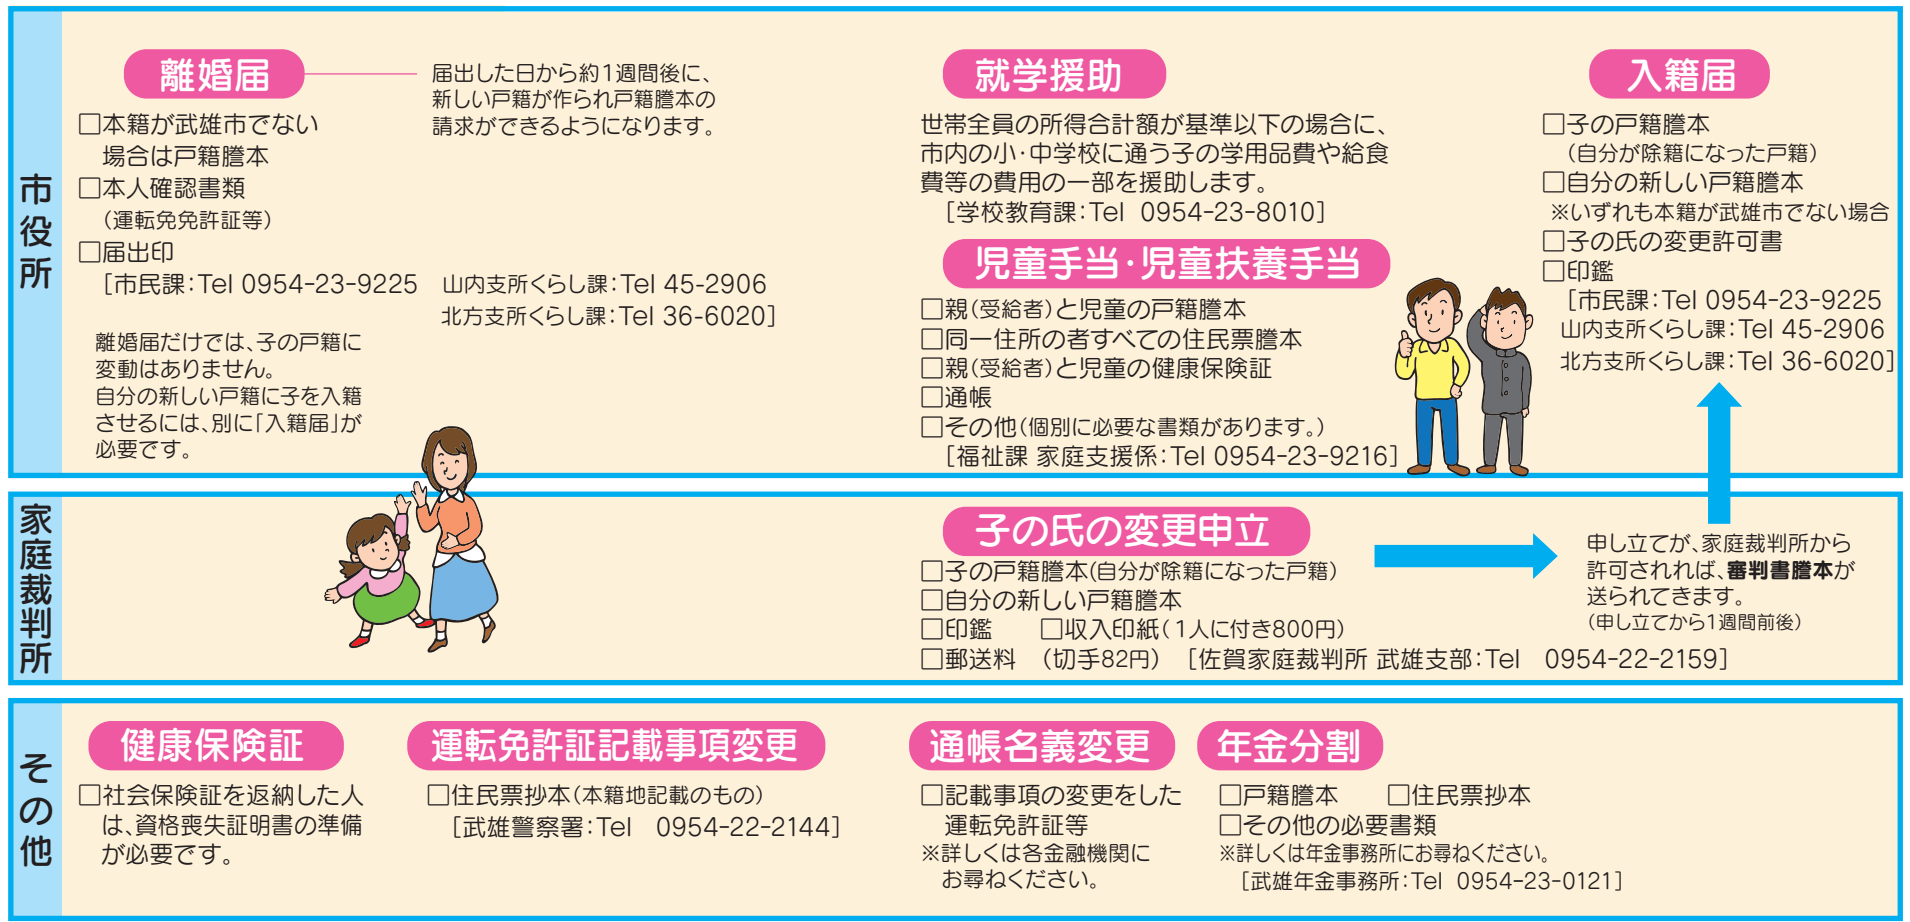 市役所
離婚届
届出した日から約1週間後に、
新しい戸籍が作られ戸籍謄本の
請求ができるようになります。
□本籍が武雄市でない
場合は戸籍謄本
□本人確認書類
（運転免免許証等）
□届出印
［市民課：Tel 0954-23-9225　山内支所くらし課：Tel 45-2906
北方支所くらし課：Tel 36-6020］
離婚届だけでは、子の戸籍に
変動はありません。
自分の新しい戸籍に子を入籍
させるには、別に「入籍届」が
必要です。
就学援助
世帯全員の所得合計額が基準以下の場合に、
市内の小・中学校に通う子の学用品費や給食
費等の費用の一部を援助します。
［学校教育課：Tel 0954-23-8010］
児童手当・児童扶養手当
□親（受給者）と児童の戸籍謄本
□同一住所の者すべての住民票謄本
□親（受給者）と児童の健康保険証
□通帳
□その他（個別に必要な書類があります。）
［福祉課 家庭支援係：Tel 0954-23-9216］
入籍届
□子の戸籍謄本
（自分が除籍になった戸籍）
□自分の新しい戸籍謄本
※いずれも本籍が武雄市でない場合
□子の氏の変更許可書
□印鑑
［市民課：Tel 0954-23-9225
山内支所くらし課：Tel 45-2906
北方支所くらし課：Tel 36-6020］
家庭裁判所
子の氏の変更申立
□子の戸籍謄本（自分が除籍になった戸籍）
□自分の新しい戸籍謄本
□印鑑　□収入印紙（1人に付き800円）
□郵送料　（切手82円）　［佐賀家庭裁判所 武雄支部：Tel　0954-22-2159］
申し立てが、家庭裁判所から
許可されれば、審判書謄本が
送られてきます。
（申し立てから1週間前後）
その他
健康保険証
□社会保険証を返納した人
は、資格喪失証明書の準備
が必要です。
運転免許証記載事項変更
□住民票抄本（本籍地記載のもの）
［武雄警察署：Tel　0954-22-2144］
通帳名義変更
□記載事項の変更をした
運転免許証等
※詳しくは各金融機関に
お尋ねください。
年金分割
□戸籍謄本　□住民票抄本
□その他の必要書類
※詳しくは年金事務所にお尋ねください。
［武雄年金事務所：Tel 0954-23-0121］